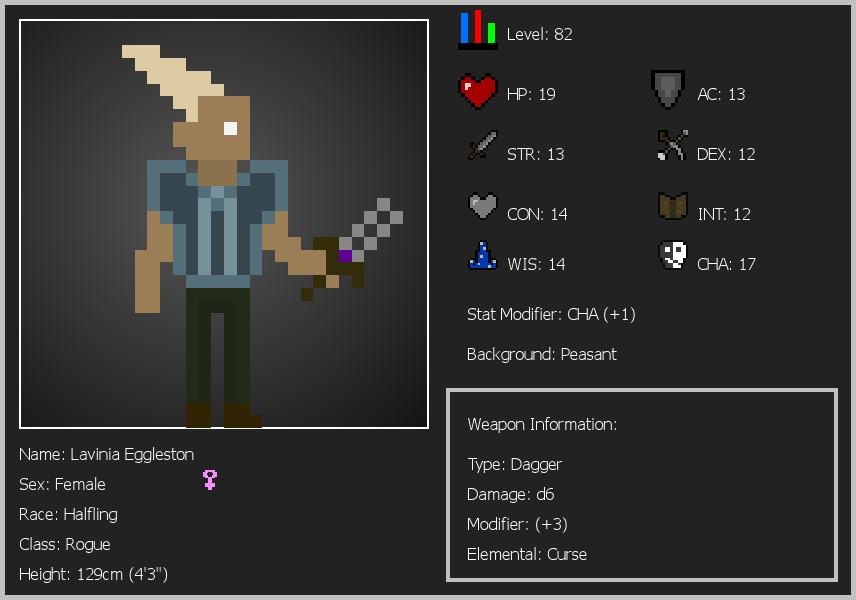 Level: 82
HP: 19
AC: 13
STR: 13
DEX: 12
CON: 14
INT: 12
WIS: 14
CHA: 17
Stat Modifier: CHA (+1)
Background: Peasant
Weapon Information:
Type: Dagger
Damage: d6
Modifier: (+3)
Elemental: Curse
Name: Lavinia Eggleston
Sex: Female
Race: Halfling
Class: Rogue
Height: 129cm (4'3")